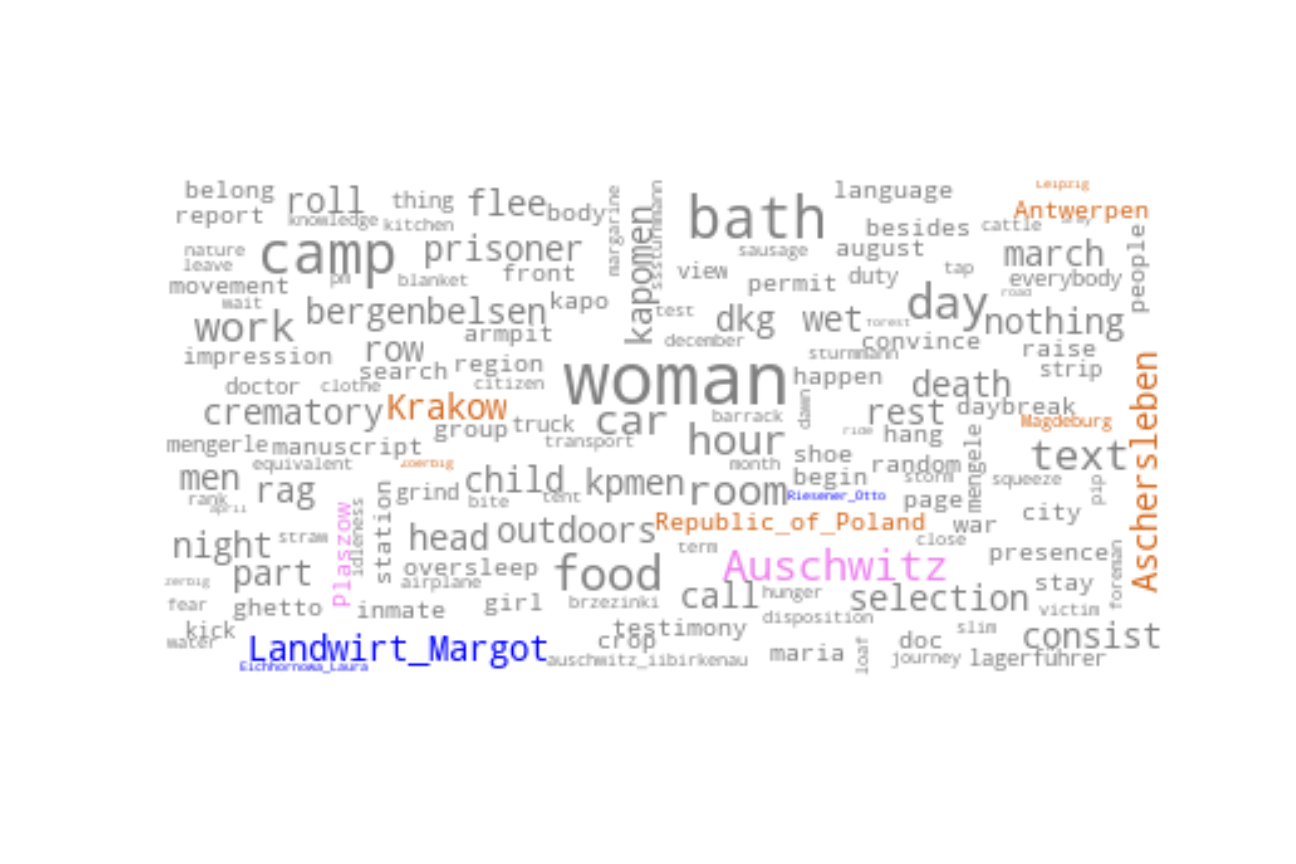 belong
roll
thing
flee
body
margarine
kapomen
sssturmmann
bath
language
Leipzig
Antwerpen
report
knowledge
kitchen
besides
cattle
people
nature
camp
prisoner
sausage
august
march
leave
pm
blanket
front
view
permit
duty
tap
everybody
movement
wait
bergenbelsen
kapo
test
dkg
wet
forest
day
road
nothing
work
armpit
december
convince
impression
row
search
region
sturmmann
raise
strip
doctor
clothe
citizen
woman
happen
death
Aschersleben
crematory
Krakow
truck
car
barrack
dawn
rest
daybreak
Magdeburg
mengerle
manuscript
group
transport
hour
ride
hang
text
equivalent
zoerbig
child
kpmen
month
shoe
begin
random
storm
mengele
squeeze
pip
men
rag
grind
bite
tent
room
Riesener_Otto
page
rank
april
Plaszow
idleness
station
head
outdoors
Republic_of_Poland
war
city
night
straw
term
close
presence
foreman
zerbig
part
oversleep
airplane
food
Auschwitz
stay
fear
ghetto
inmate
girl
brzezinki
call
hunger
selection
victim
kick
water
testimony
disposition
slim
consist
Landwirt_Margot
crop
doc
Eichhornowa_Laura
auschwitz_iibirkenau
maria
loaf
journey
lagerfuhrer